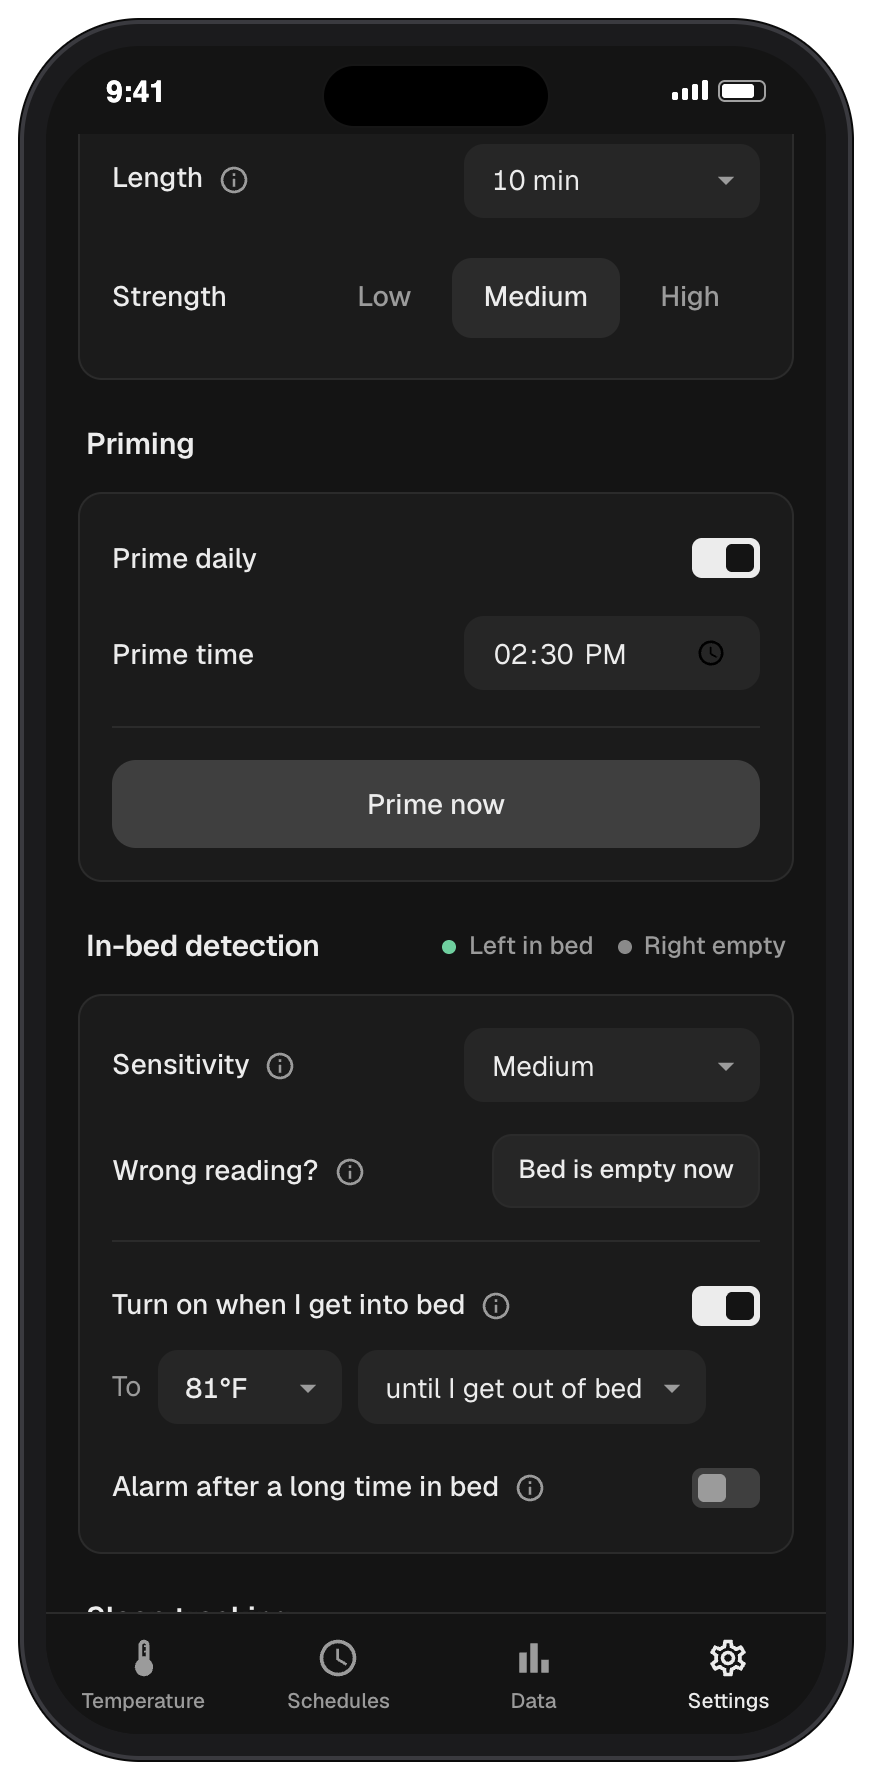 9:41
Length
10 min
Strength
Low
Medium
High
Priming
Prime daily
Prime time
02:30 PM
Prime now
In-bed detection
Left in bed
Right empty
Sensitivity
Medium
Wrong reading?
Bed is empty now
Turn on when I get into bed
To
81°F
until I get out of bed
Alarm after a long time in bed
Temperature
Schedules
Data
Settings